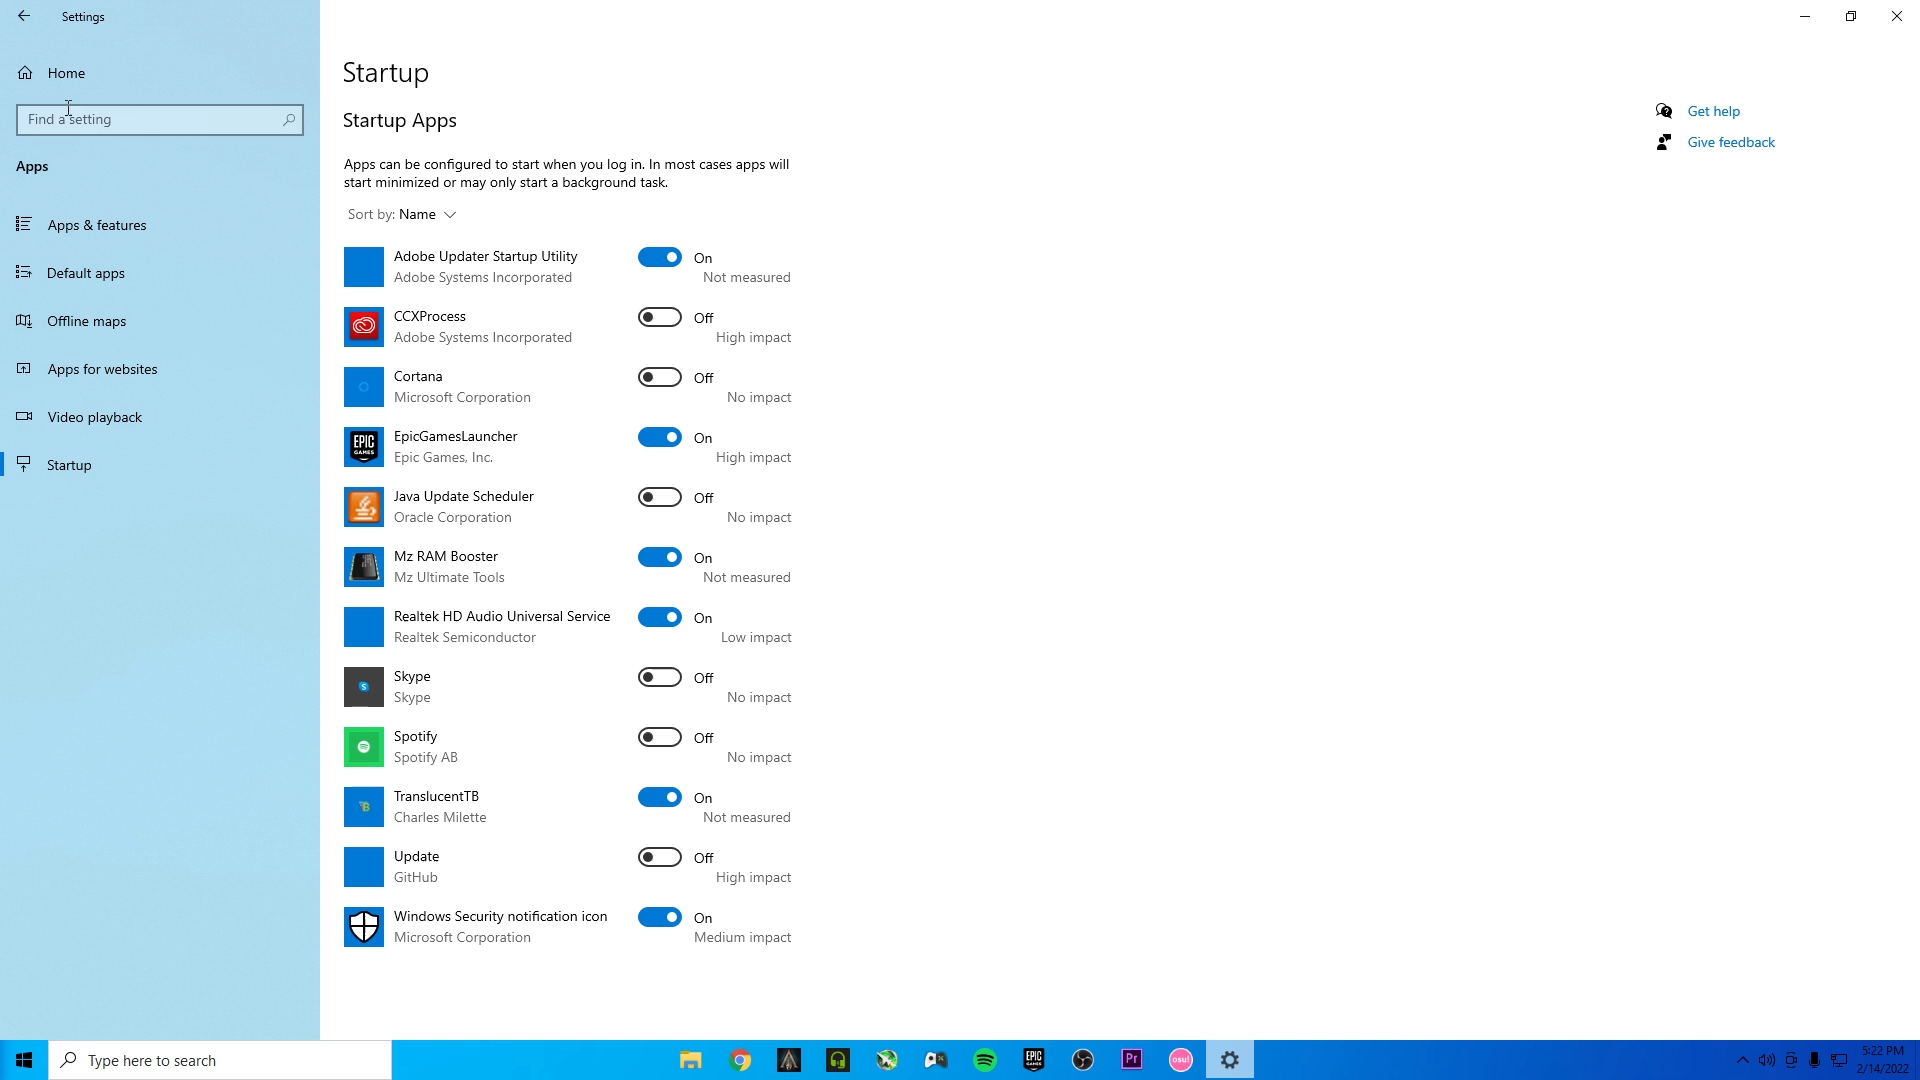 Settings
Home
Find a setting
Apps
Apps & features
Default apps
Offline maps
Apps for websites
Video playback
Startup
Startup
Startup Apps
Apps can be configured to start when you log in. In most cases apps will
start minimized or may only start a background task.
Sort by: Name
Adobe Updater Startup Utility On
Adobe Systems Incorporated Not measured
CCXProcess Off
Adobe Systems Incorporated High impact
Cortana Off
Microsoft Corporation No impact
EPIC GAMES
EpicGamesLauncher On
Epic Games, Inc. High impact
Java Update Scheduler Off
Oracle Corporation No impact
Mz RAM Booster On
Mz Ultimate Tools Not measured
Realtek HD Audio Universal Service On
Realtek Semiconductor Low impact
Skype Off
Skype No impact
Spotify Off
Spotify AB No impact
TranslucentTB On
Charles Milette Not measured
Update Off
GitHub High impact
Windows Security notification icon On
Microsoft Corporation Medium impact
Get help
Give feedback
Type here to search
EPIC GAMES
Pr
osu!
5:22 PM
2/14/2022